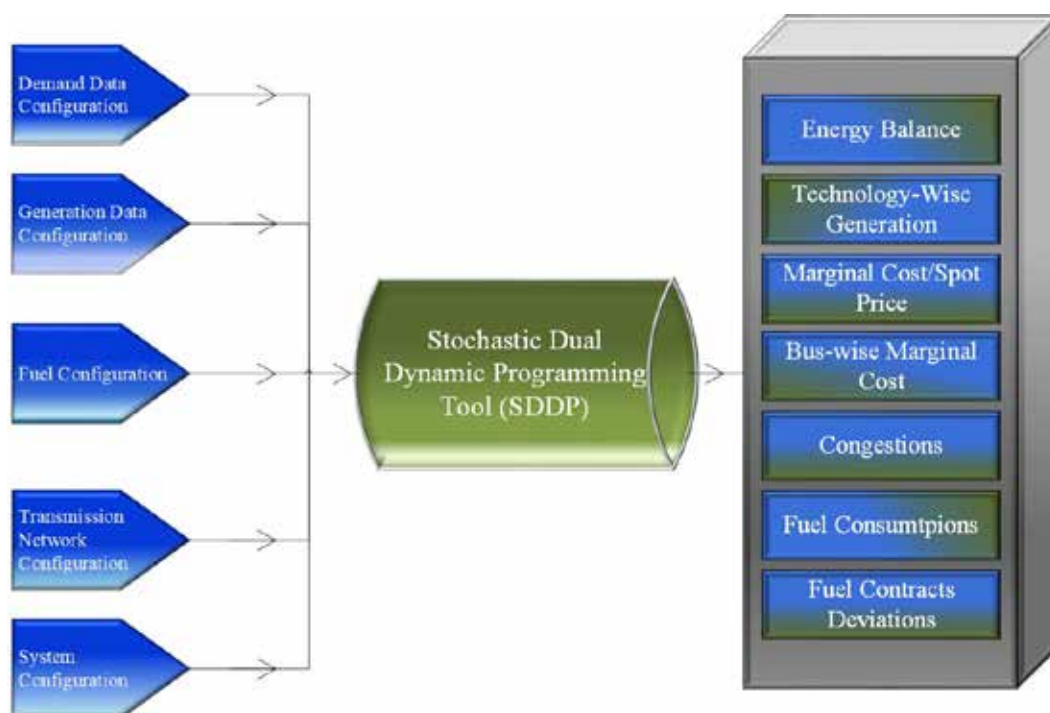 Demand Data
Configuration
Generation Data
Configuration
Fuel Configuration
Transmission
Network
Configuration
System
Configuration
Stochastic Dual
Dynamic Programming
Tool (SDDP)
Energy Balance
Technology-Wise
Generation
Marginal Cost/Spot
Price
Bus-wise Marginal
Cost
Congestions
Fuel Consumtpions
Fuel Contracts
Deviations